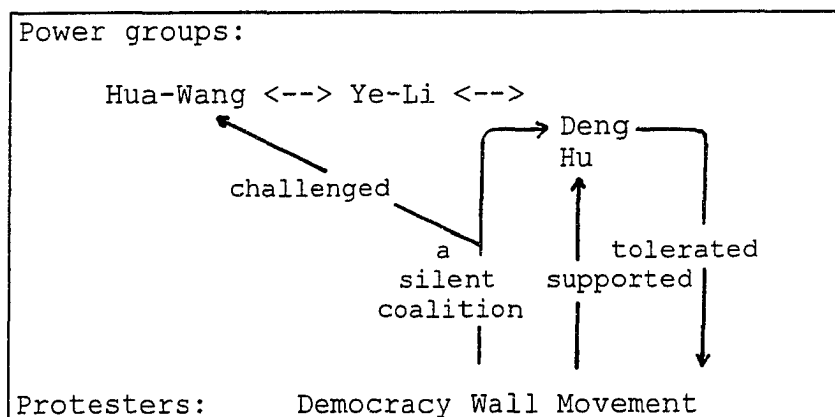 Power groups:
Hua-Wang <--> Ye-Li <-->
Deng
Hu
challenged
a
silent
coalition
supported
tolerated
Protesters: Democracy Wall Movement